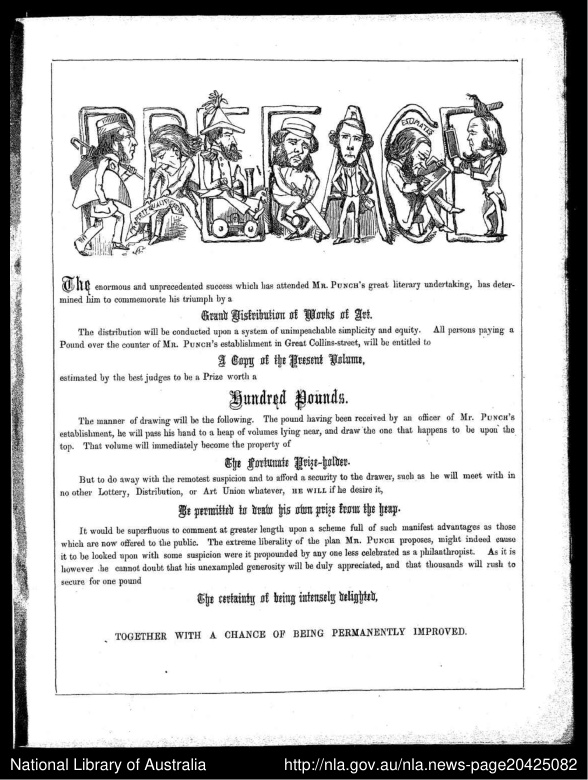 PREFACE
PROPERTY QUALIFICATION
ESTIMATES
The enormous and unprecedented success which has attended MR. PUNCH's great literary undertaking, has deter-
mined him to commemorate his triumph by a
Grand Distribution of Works of Art.
The distribution will be conducted upon a system of unimpeachable simplicity and equity. All persons paying a
Pound over the counter of MR. PUNCH's establishment in Great Collins-street, will be entitled to
A Copy of the Present Volume,
estimated by the best judges to be a Prize worth a
Hundred Pounds.
The manner of drawing will be the following. The pound having been received by an officer of Mr. PUNCH's
establishment, he will pass his hand to a heap of volumes lying near, and draw the one that happens to be upon the
top. That volume will immediately become the property of
The Fortunate Prize-holder.
But to do away with the remotest suspicion and to afford a security to the drawer, such as he will meet with in
no other Lottery, Distribution, or Art Union whatever, HE WILL if he desire it,
Be permitted to draw his own prize from the heap.
It would be superfluous to comment at greater length upon a scheme full of such manifest advantages as those
which are now offered to the public. The extreme liberality of the plan MR. PUNCH proposes, might indeed cause
it to be looked upon with some suspicion were it propounded by any one less celebrated as a philanthropist. As it is
however he cannot doubt that his unexampled generosity will be duly appreciated, and that thousands will rush to
secure for one pound
The certainty of being intensely delighted,
TOGETHER WITH A CHANCE OF BEING PERMANENTLY IMPROVED.
National Library of Australia
http://nla.gov.au/nla.news-page20425082